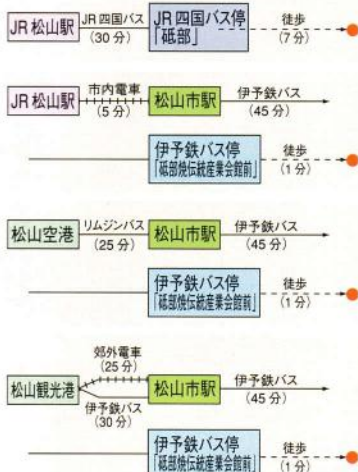 JR松山駅 JR四国バス (30分) JR四国バス停「砥部」 徒歩 (7分)
JR松山駅 市内電車 (5分) 松山市駅 伊予鉄バス (45分)
伊予鉄バス停「砥部焼伝統産業会館前」 徒歩 (1分)
松山空港 リムジンバス (25分) 松山市駅 伊予鉄バス (45分)
伊予鉄バス停「砥部焼伝統産業会館前」 徒歩 (1分)
松山観光港 郊外電車 (25分) 伊予鉄バス (30分) 松山市駅 伊予鉄バス (45分)
伊予鉄バス停「砥部焼伝統産業会館前」 徒歩 (1分)